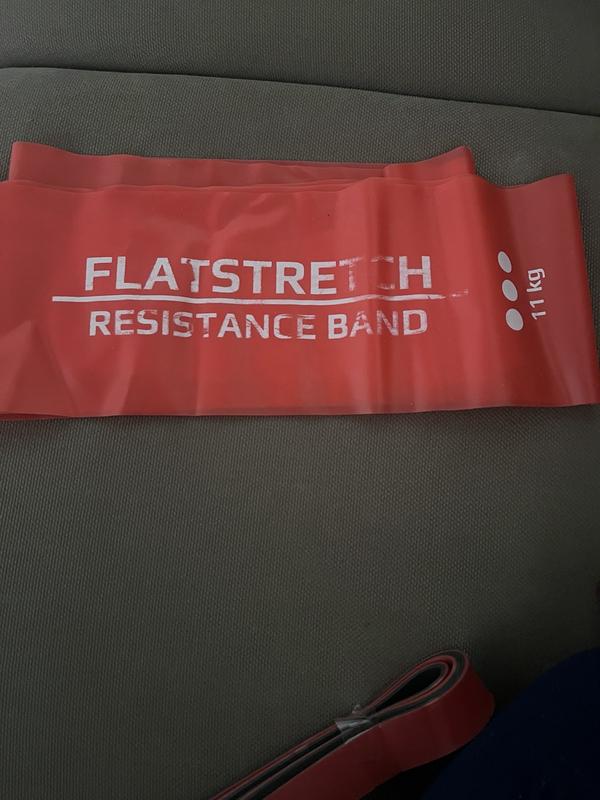 FLATSTRETCH
RESISTANCE BAND
11 kg